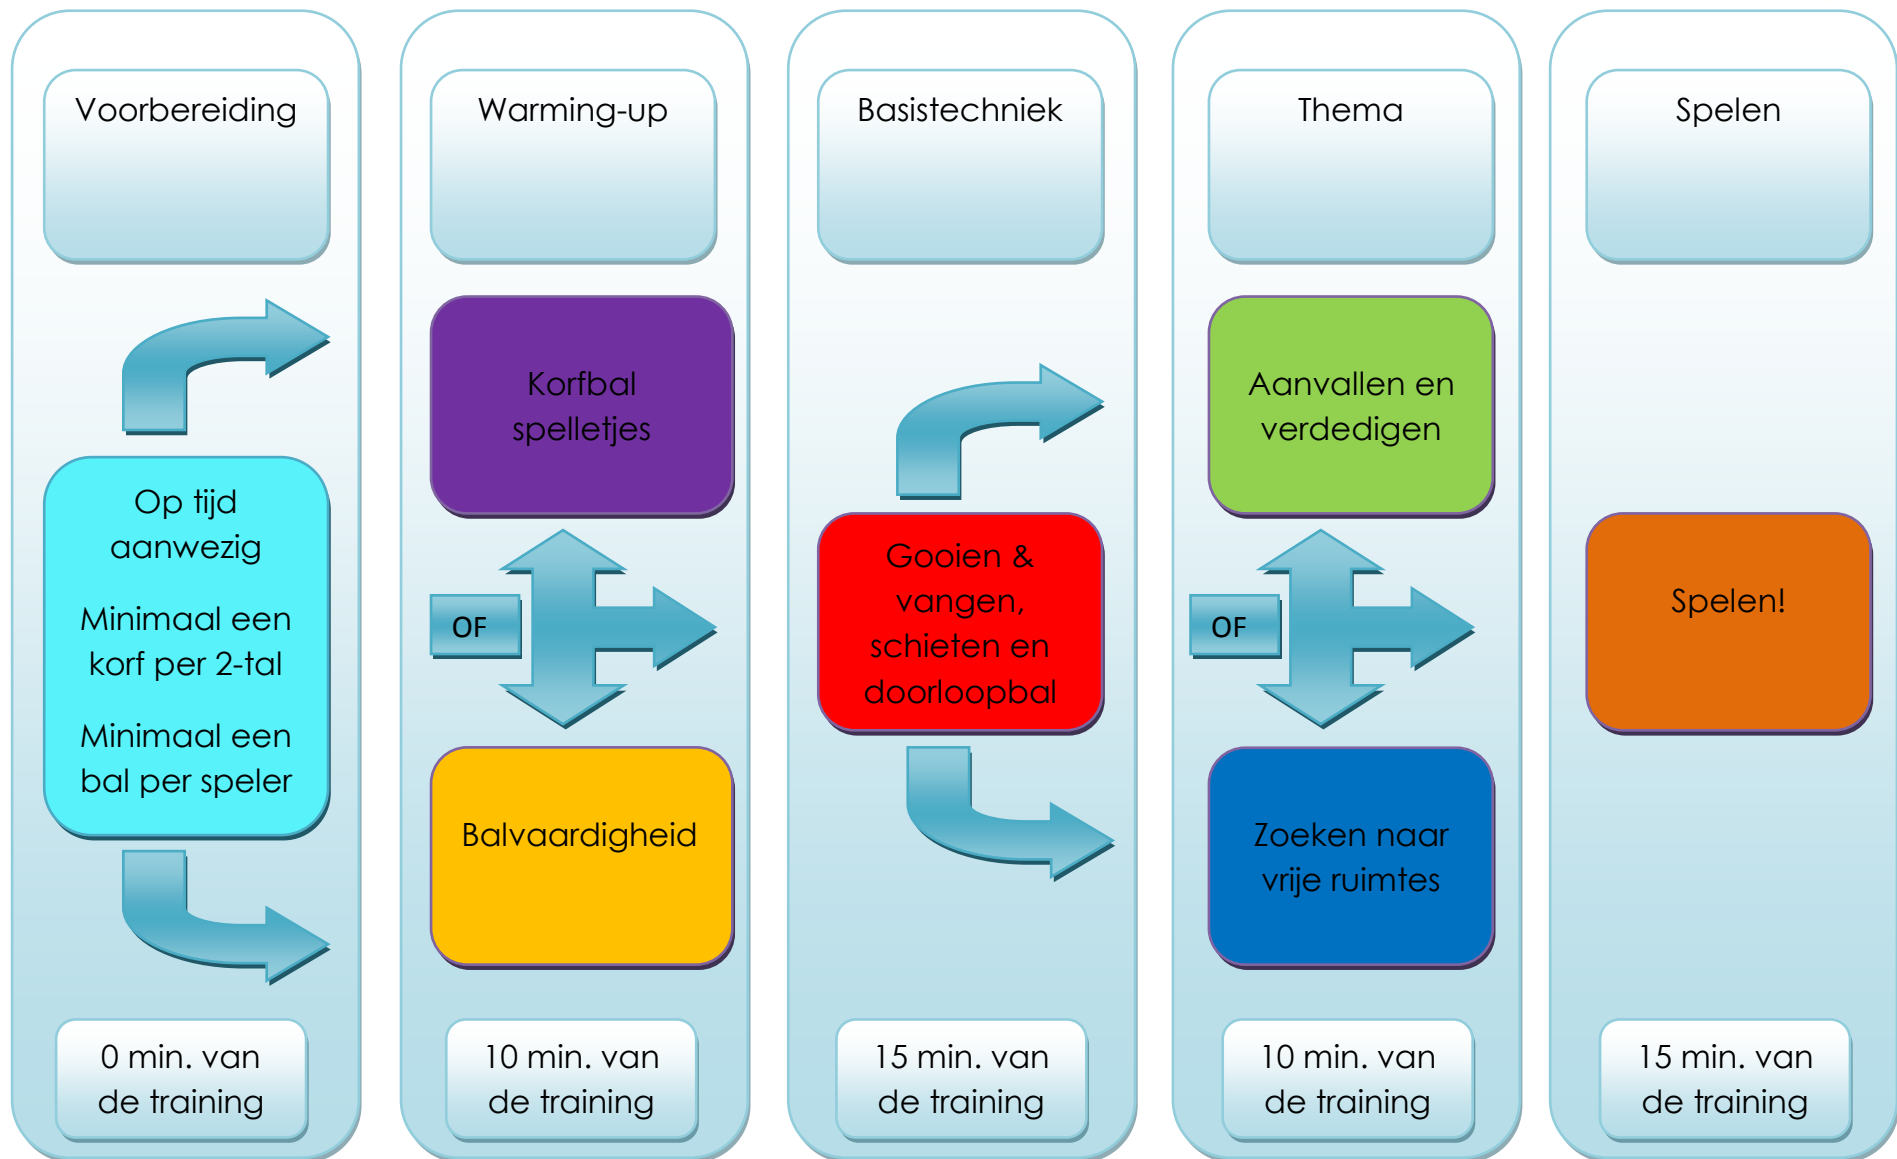 Voorbereiding
Op tijd
aanwezig
Minimaal een
korf per 2-tal
Minimaal een
bal per speler
0 min. van
de training
Warming-up
Korfbal
spelletjes
OF
Balvaardigheid
10 min. van
de training
Basistechniek
Gooien &
vangen,
schieten en
doorloopbal
15 min. van
de training
Thema
Aanvallen en
verdedigen
OF
Zoeken naar
vrije ruimtes
10 min. van
de training
Spelen
Spelen!
15 min. van
de training